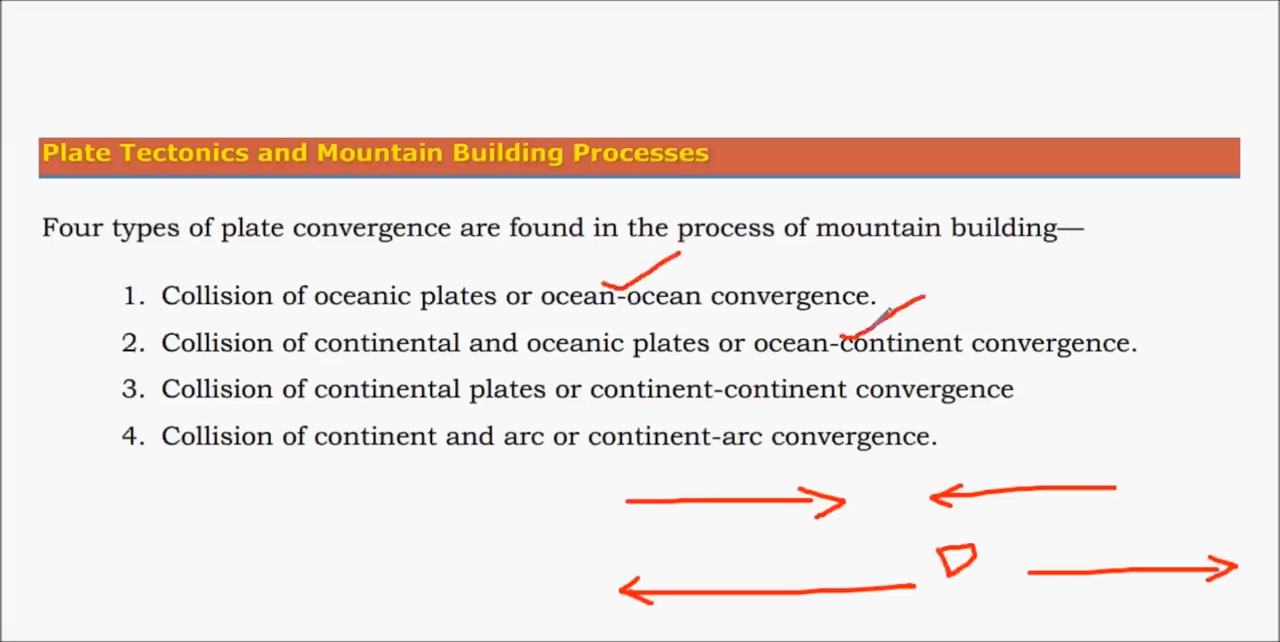 Plate Tectonics and Mountain Building Processes
Four types of plate convergence are found in the process of mountain building—
1. Collision of oceanic plates or ocean-ocean convergence.
2. Collision of continental and oceanic plates or ocean-continent convergence.
3. Collision of continental plates or continent-continent convergence
4. Collision of continent and arc or continent-arc convergence.
D